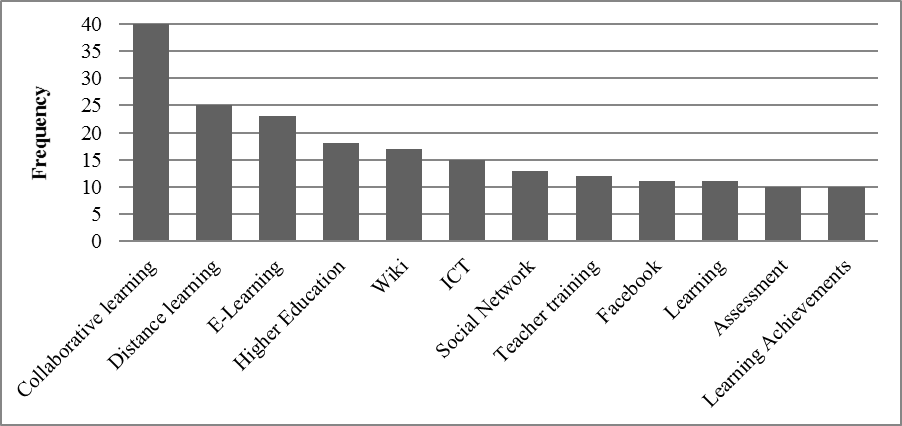 Frequency
40
35
30
25
20
15
10
5
0
Collaborative learning
Distance learning
E-Learning
Higher Education
Wiki
ICT
Social Network
Teacher training
Facebook
Learning
Assessment
Learning Achievements